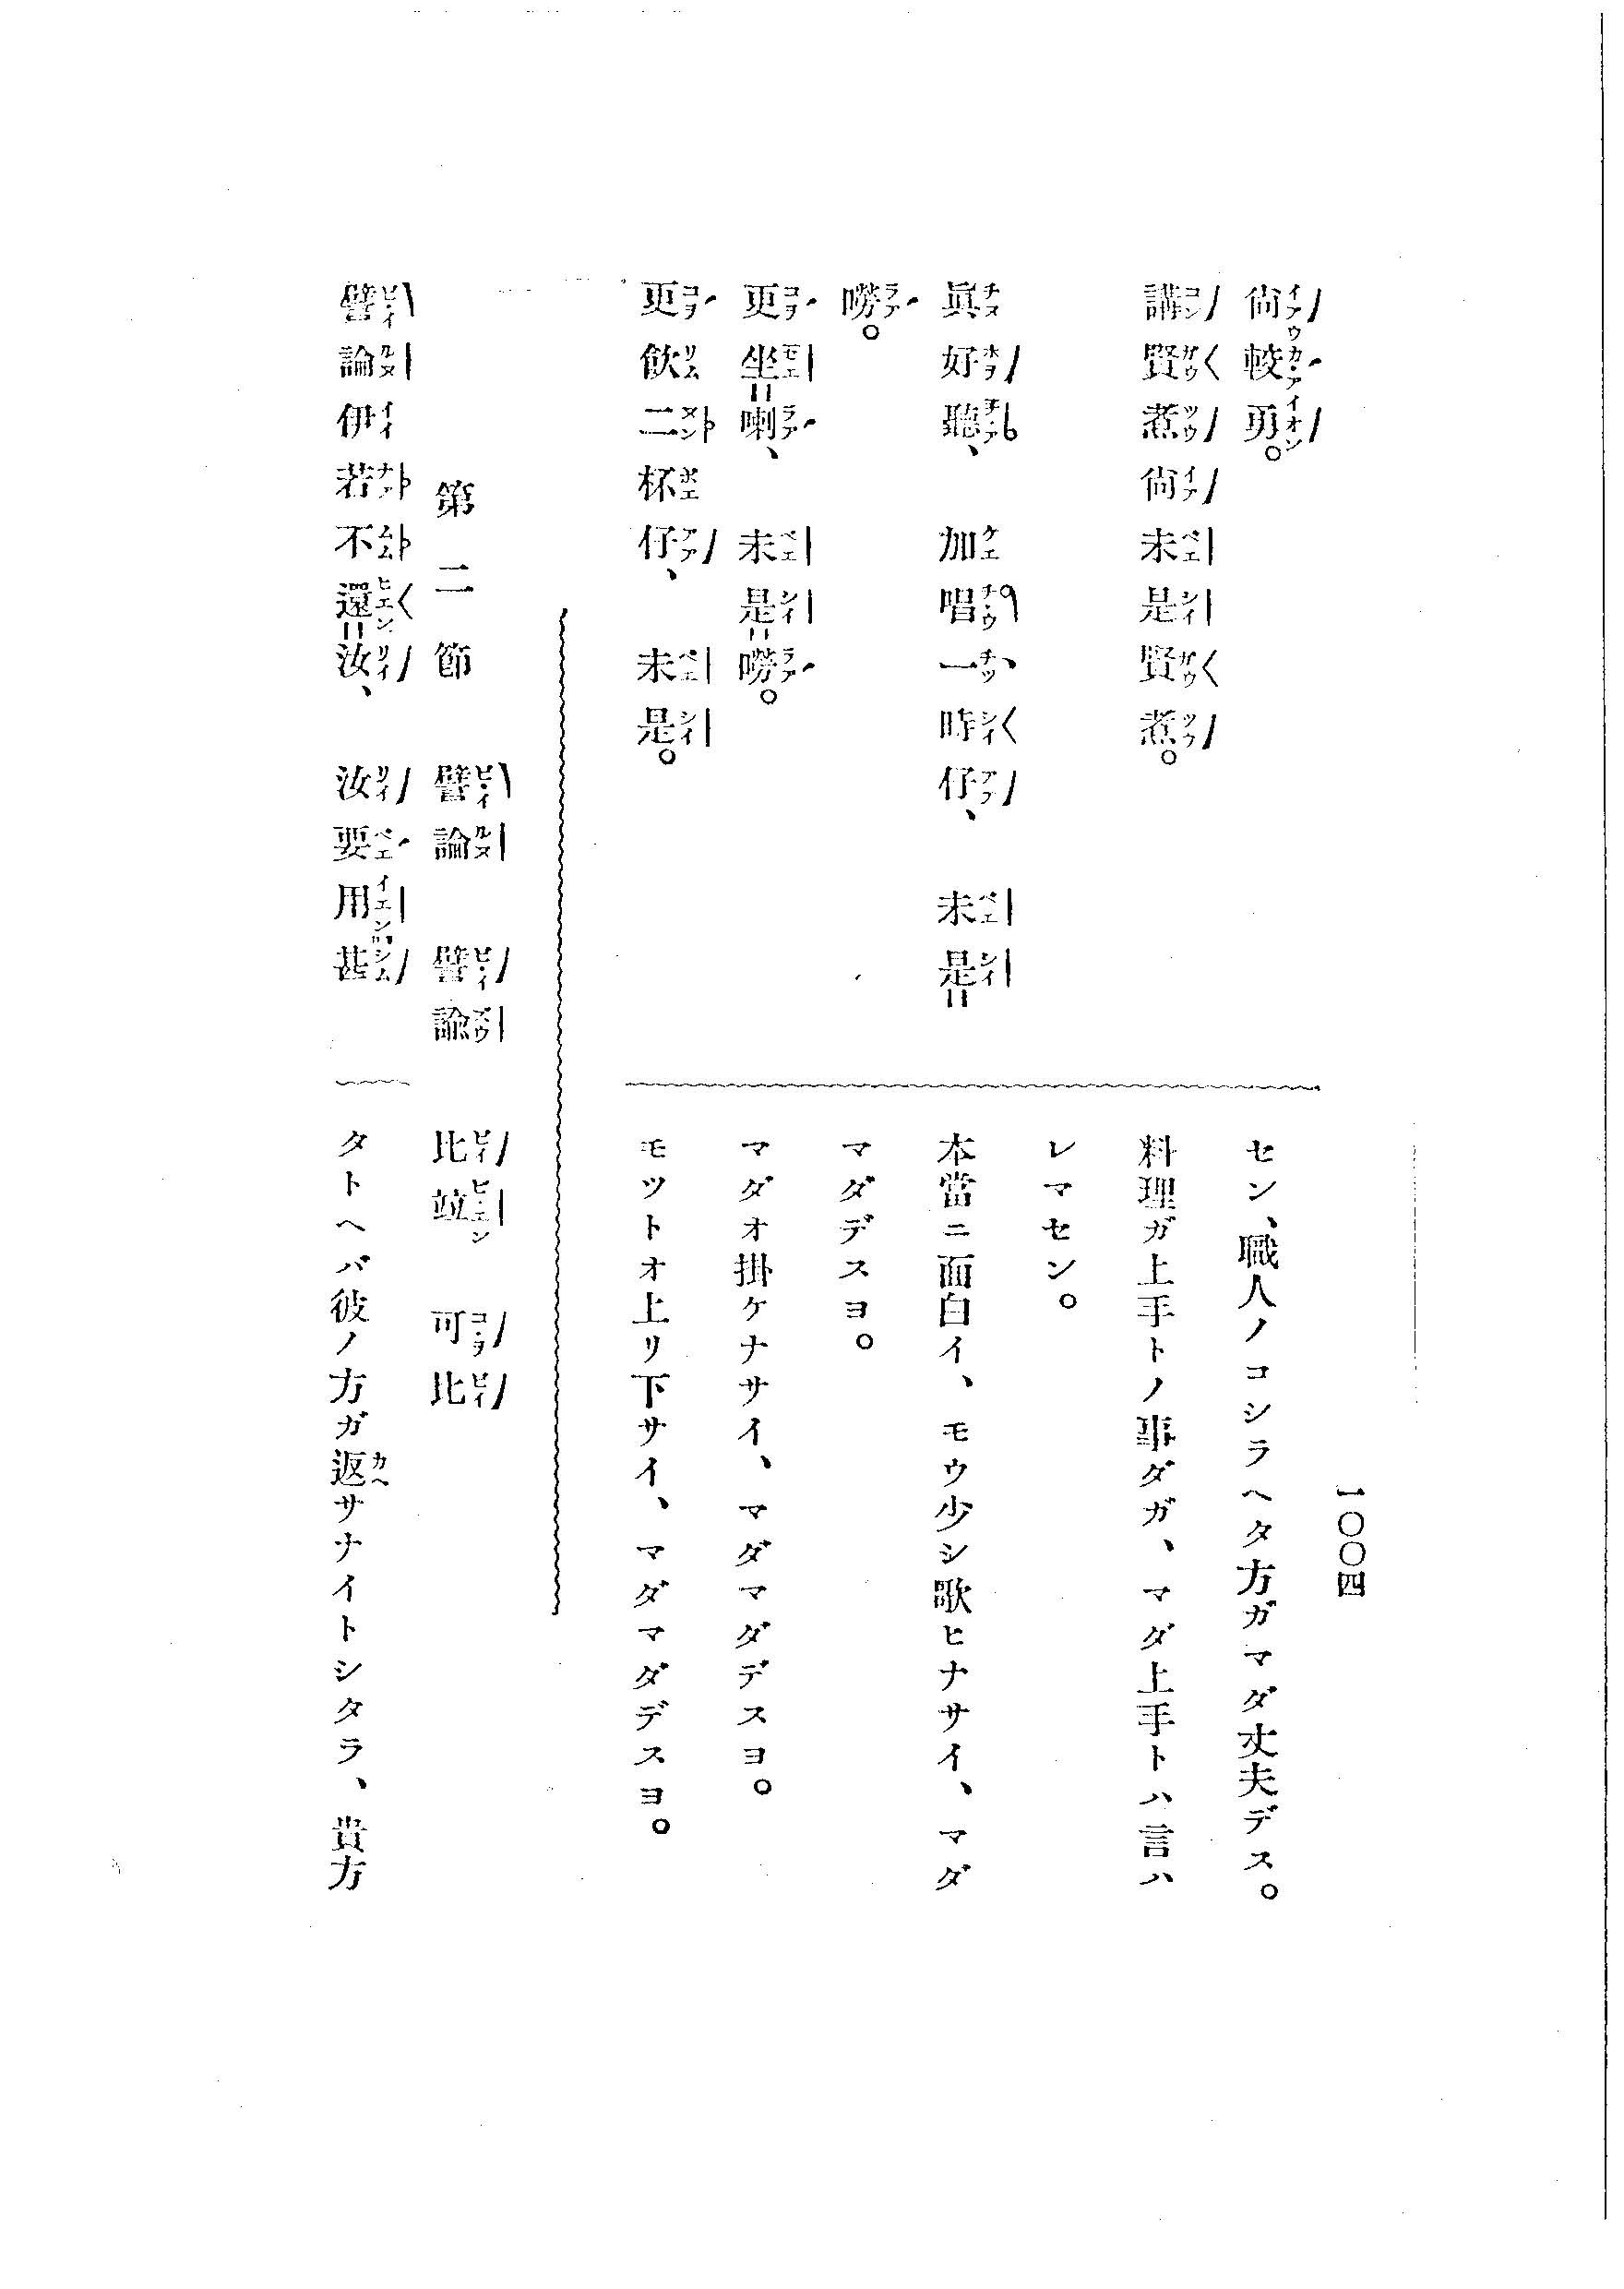 一〇〇四
尙較勇。
講賢煮尙未是賢煮。
眞好聽、加唱一時仔、未是
嘮。
更坐喇、未是嘮。
更飮二杯仔、未是。
セン、職人ノコシラヘタ方ガマダ丈夫デス。
料理ガ上手トノ事ダガ、マダ上手トハ言ハ
レマセン。
本當ニ面白イ、モウ少シ歌ヒナサイ、マダ
マダデスヨ。
マダオ掛ケナサイ、マダマダデスヨ。
モツトオ上リ下サイ、マダマダデスヨ。
第二節 譬論 譬諭 比竝 可比
譬論伊若不還汝、汝要用甚
タトヘバ彼ノ方ガ返サナイトシタラ、貴方